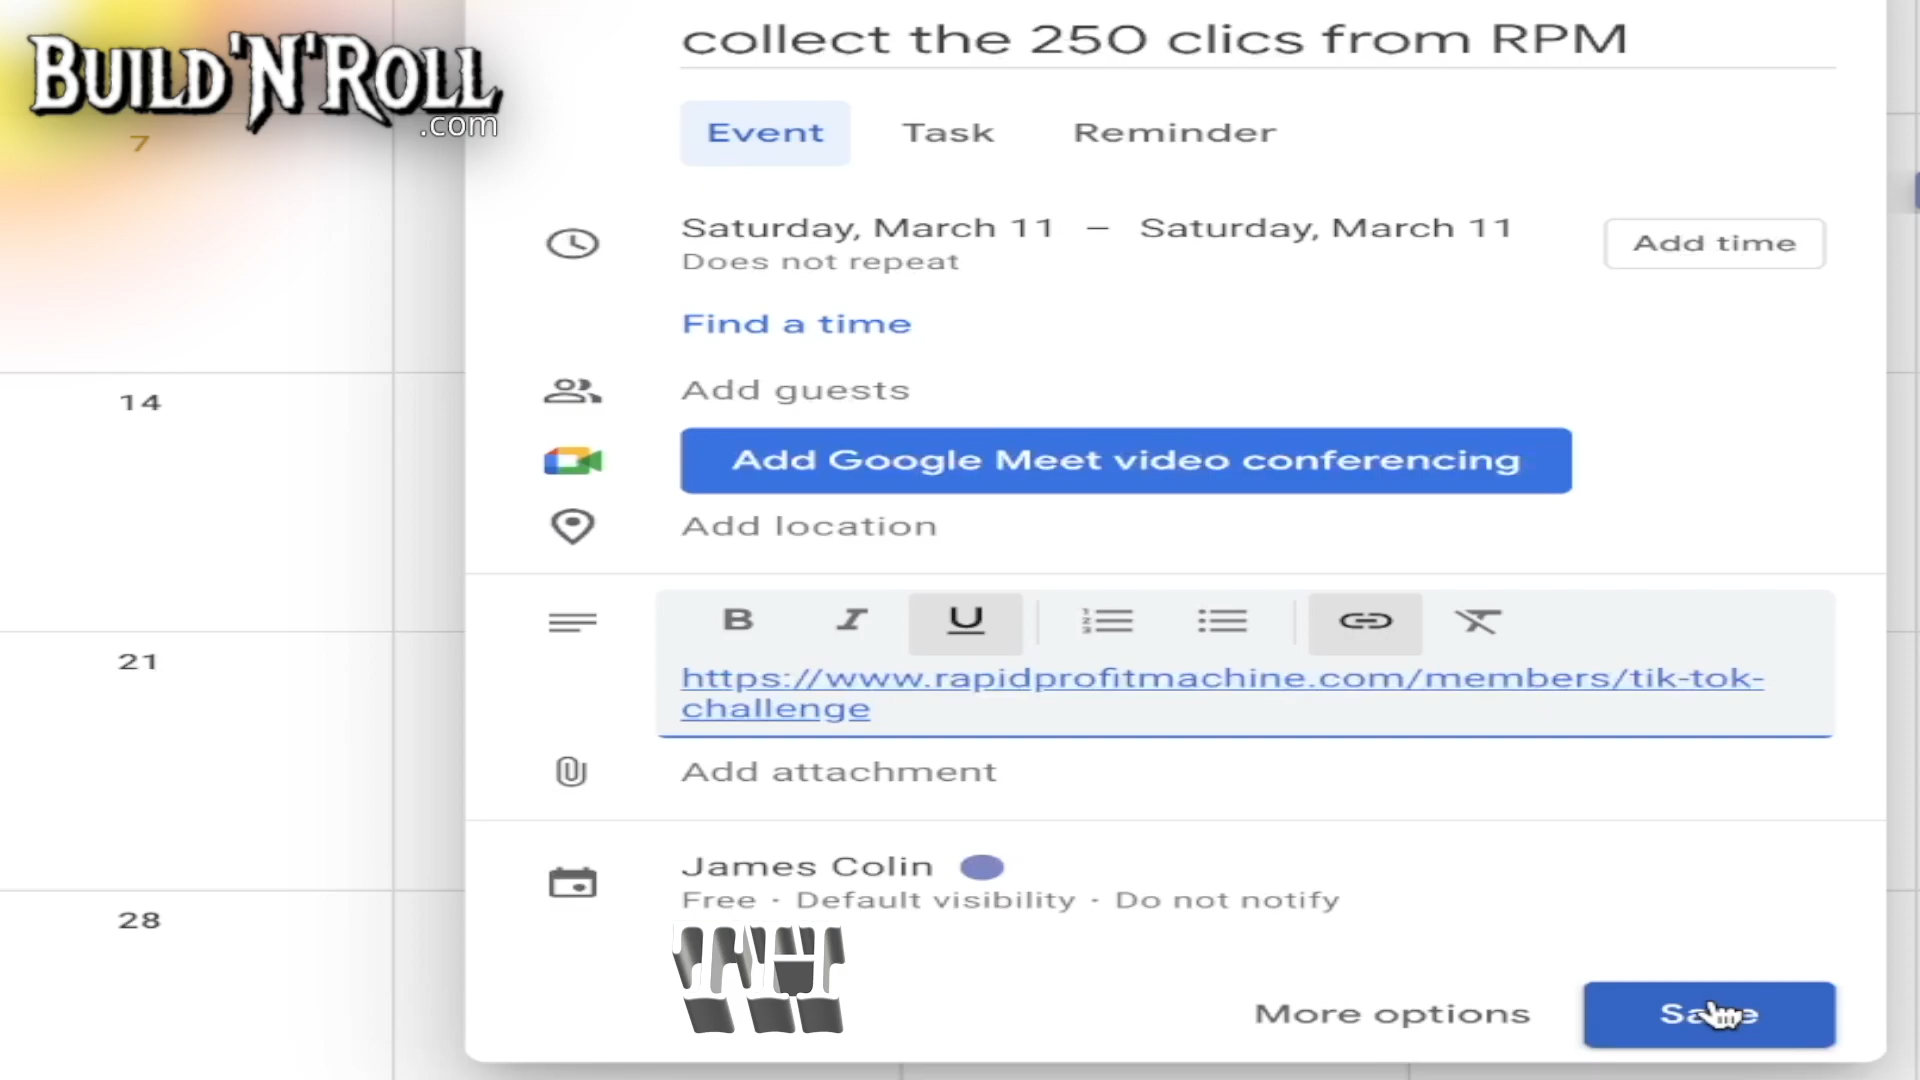 BUILD'N'ROLL
.com
7
14
21
28
collect the 250 clics from RPM
Event Task Reminder
Saturday, March 11 – Saturday, March 11
Add time
Does not repeat
Find a time
Add guests
Add Google Meet video conferencing
Add location
B I U
https://www.rapidprofitmachine.com/members/tik-tok-
challenge
Add attachment
James Colin
Free · Default visibility · Do not notify
More options